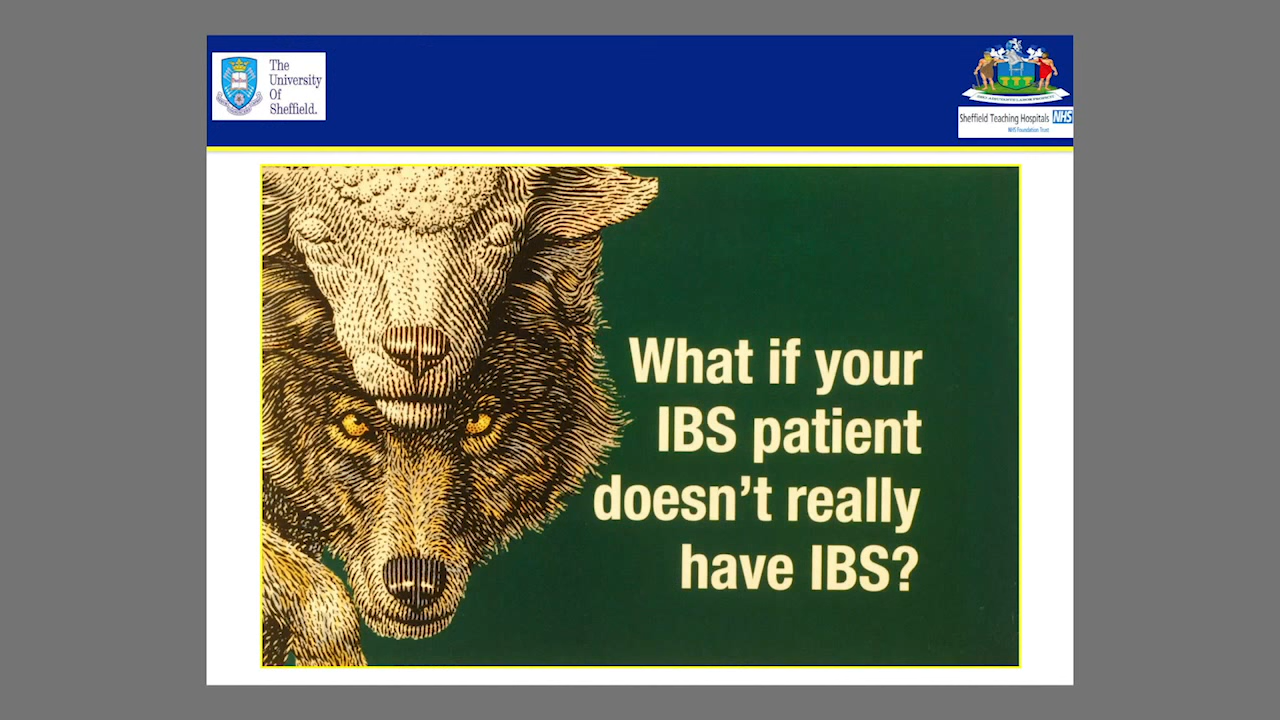 The
University
Of
Sheffield.
Sheffield Teaching Hospitals NHS
NHS Foundation Trust
What if your
IBS patient
doesn't really
have IBS?